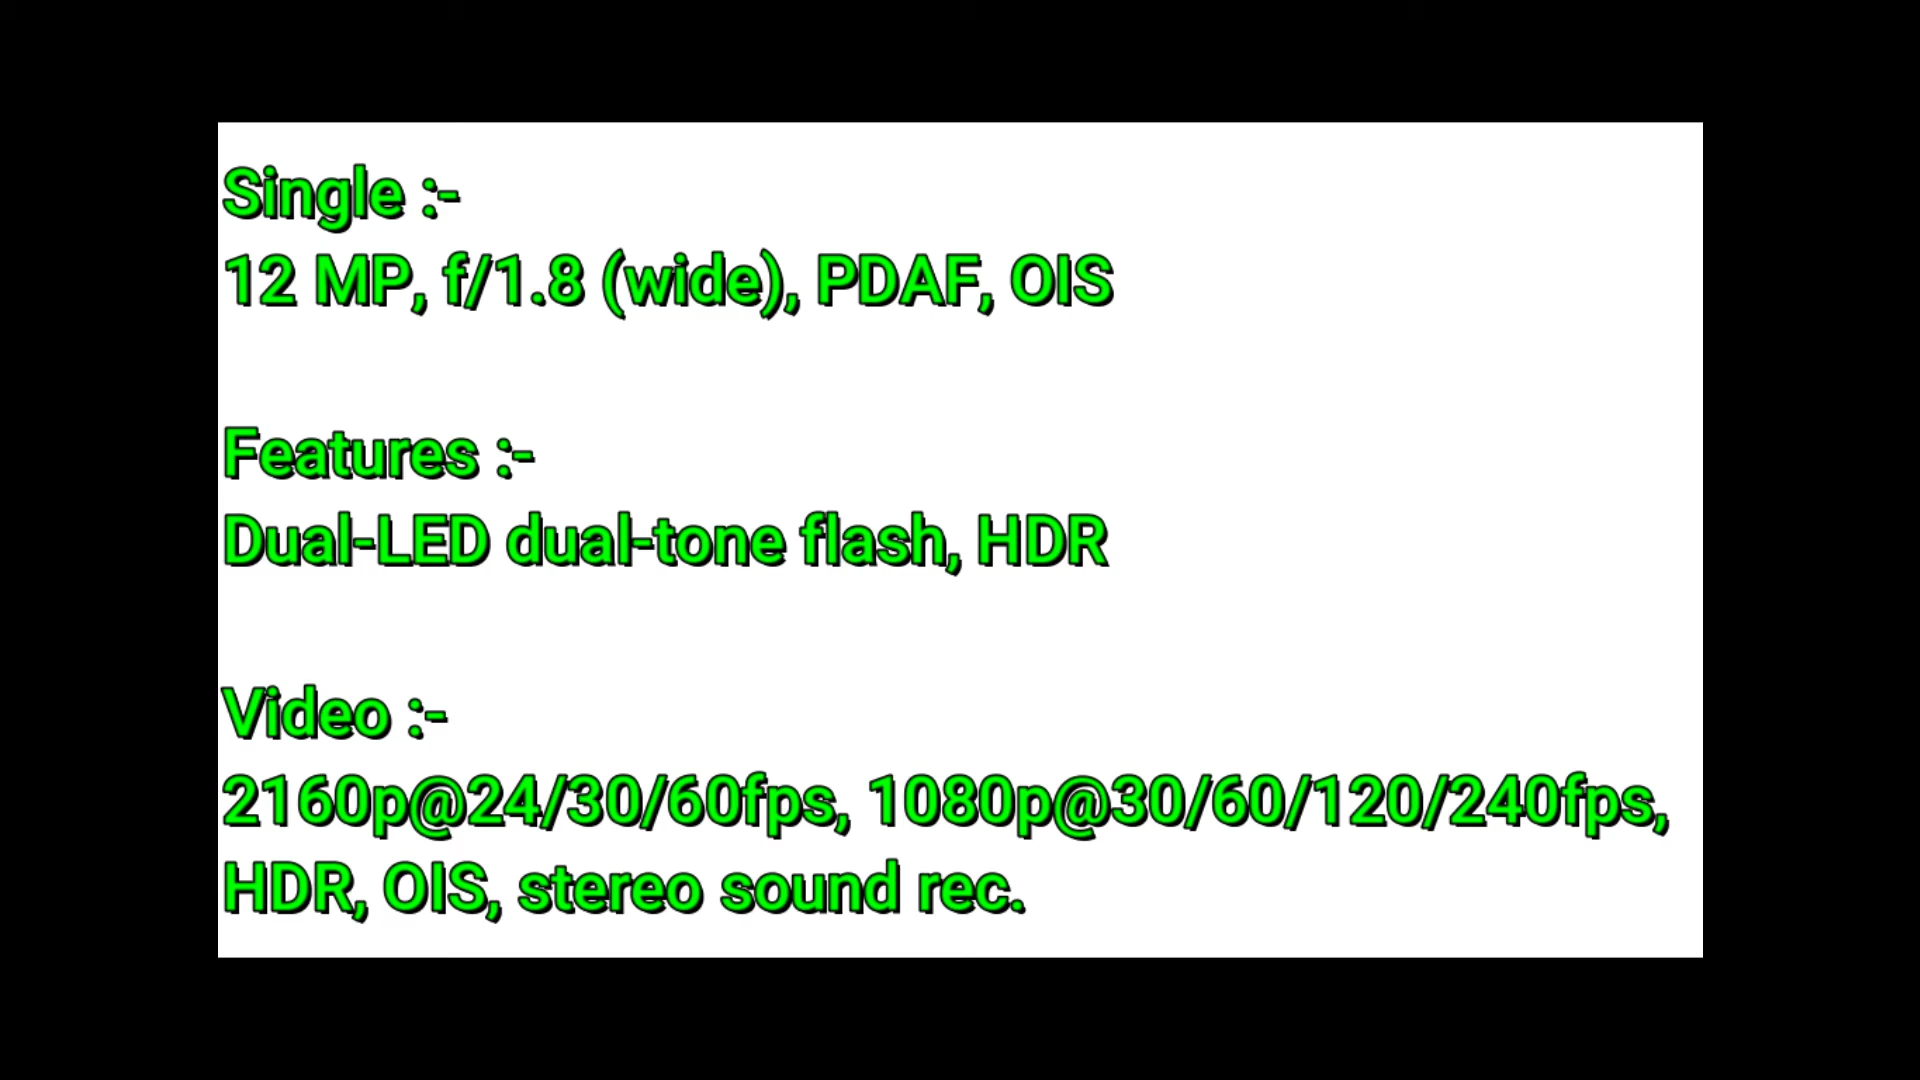 Single :-
12 MP, f/1.8 (wide), PDAF, OIS
Features :-
Dual-LED dual-tone flash, HDR
Video :-
2160p@24/30/60fps, 1080p@30/60/120/240fps,
HDR, OIS, stereo sound rec.